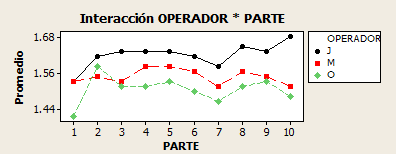 Interacción OPERADOR * PARTE
1.68
1.56
1.44
Promedio
1 2 3 4 5 6 7 8 9 10
PARTE
OPERADOR
J
M
O